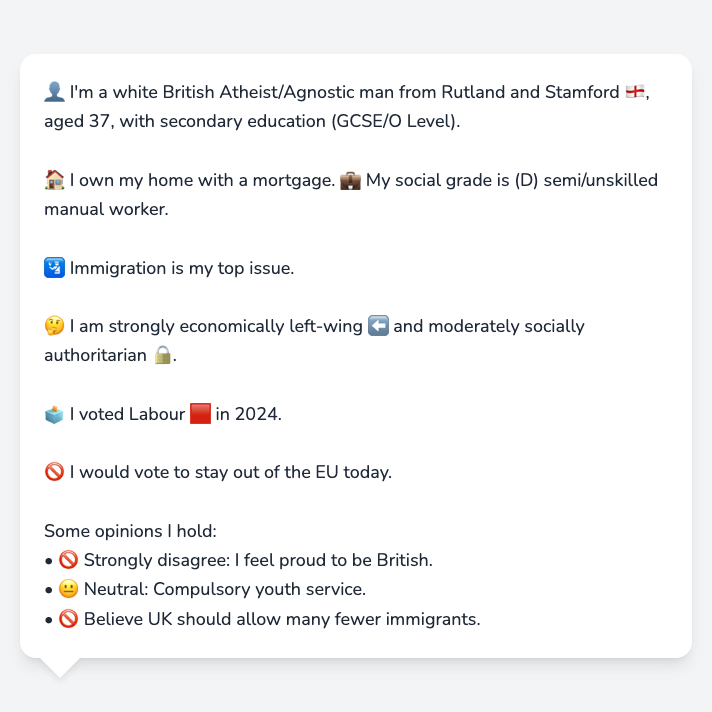 👤 I'm a white British Atheist/Agnostic man from Rutland and Stamford 🏴󠁧󠁢󠁥󠁮󠁧󠁿,
aged 37, with secondary education (GCSE/O Level).
🏠 I own my home with a mortgage. 💼 My social grade is (D) semi/unskilled
manual worker.
🛂 Immigration is my top issue.
🤔 I am strongly economically left-wing ⬅️ and moderately socially
authoritarian 🔒.
🗳️ I voted Labour 🟥 in 2024.
🚫 I would vote to stay out of the EU today.
Some opinions I hold:
• 🚫 Strongly disagree: I feel proud to be British.
• 😐 Neutral: Compulsory youth service.
• 🚫 Believe UK should allow many fewer immigrants.